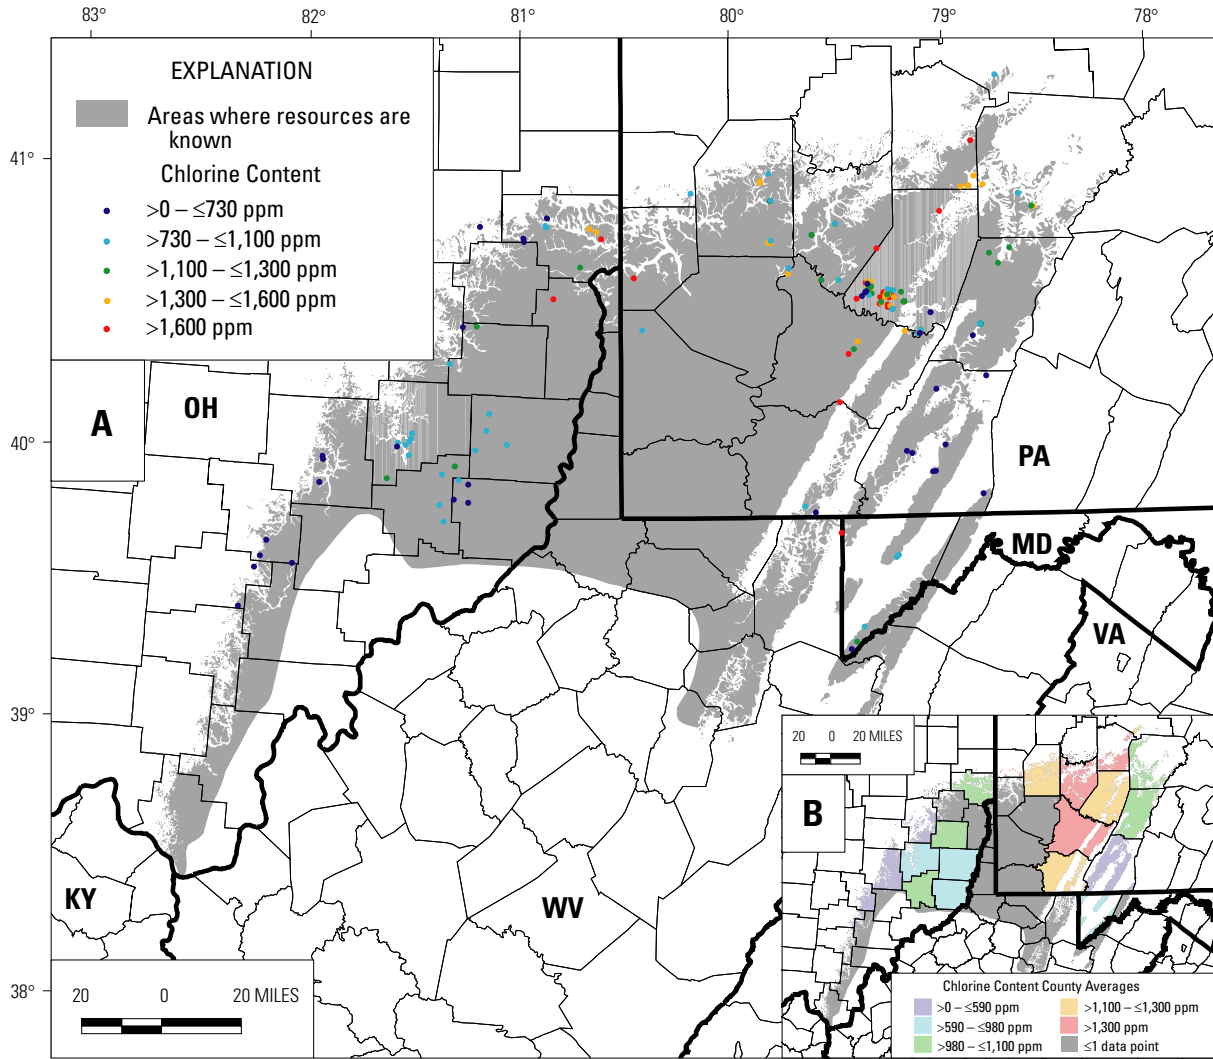 83° 82° 81° 80° 79° 78°
EXPLANATION
Areas where resources are
known
Chlorine Content
>0 – ≤730 ppm
>730 – ≤1,100 ppm
>1,100 – ≤1,300 ppm
>1,300 – ≤1,600 ppm
>1,600 ppm
41°
40°
39°
38°
A
OH
PA
MD
VA
KY
WV
20 0 20 MILES
20 0 20 MILES
B
Chlorine Content County Averages
>0 – ≤590 ppm
>590 – ≤980 ppm
>980 – ≤1,100 ppm
>1,100 – ≤1,300 ppm
>1,300 ppm
≤1 data point